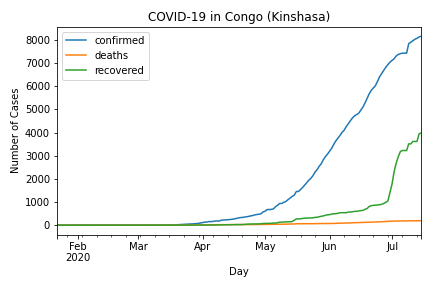 COVID-19 in Congo (Kinshasa)
confirmed
deaths
recovered
Number of Cases
8000
7000
6000
5000
4000
3000
2000
1000
0
Feb Mar Apr May Jun Jul
2020
Day